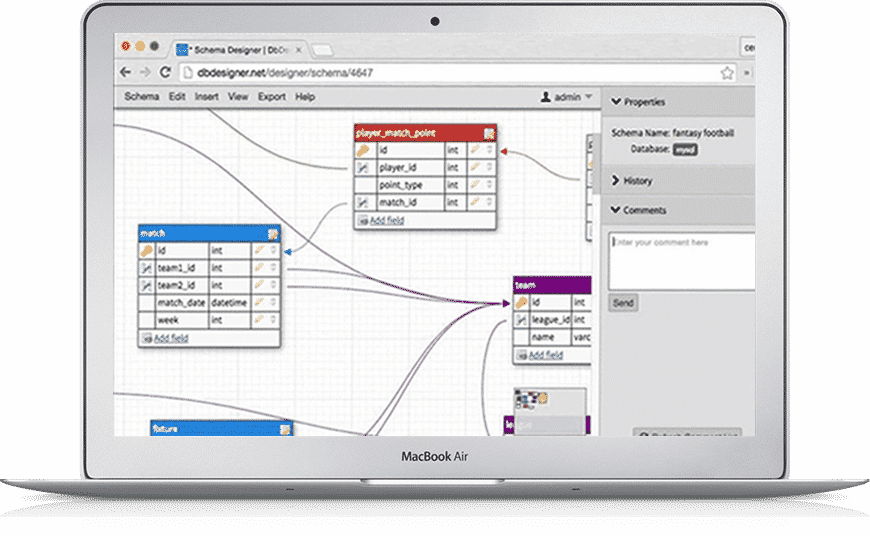 * Schema Designer | DbDe
dbdesigner.net/designer/schema/4647
Schema Edit Insert View Export Help
admin
player_match_point
id int
player_id int
point_type int
match_id int
Add field
match
id int
team1_id int
team2_id int
match_date datetime
week int
Add field
team
id int
league_id int
name varc
Add field
fixture
league
Properties
Schema Name: fantasy football
Database: mysql
History
Comments
Enter your comment here
Send
MacBook Air